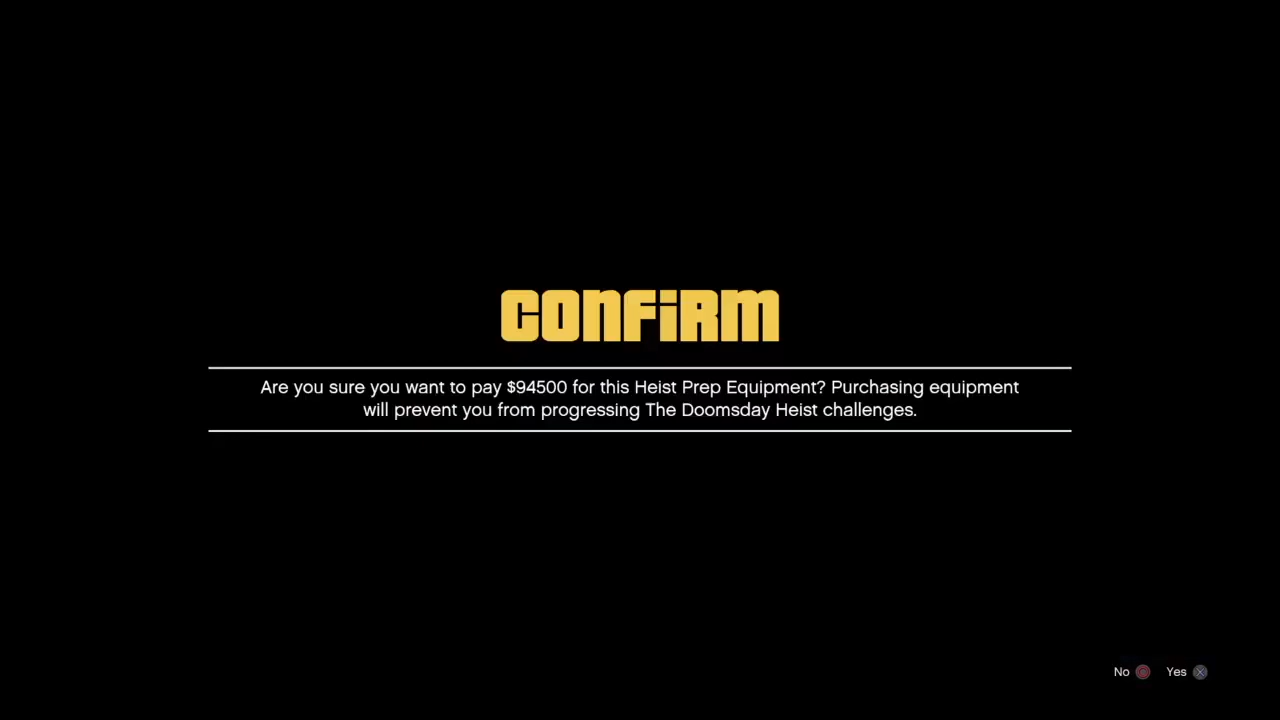 CONFIRM
Are you sure you want to pay $94500 for this Heist Prep Equipment? Purchasing equipment
will prevent you from progressing The Doomsday Heist challenges.
No Yes